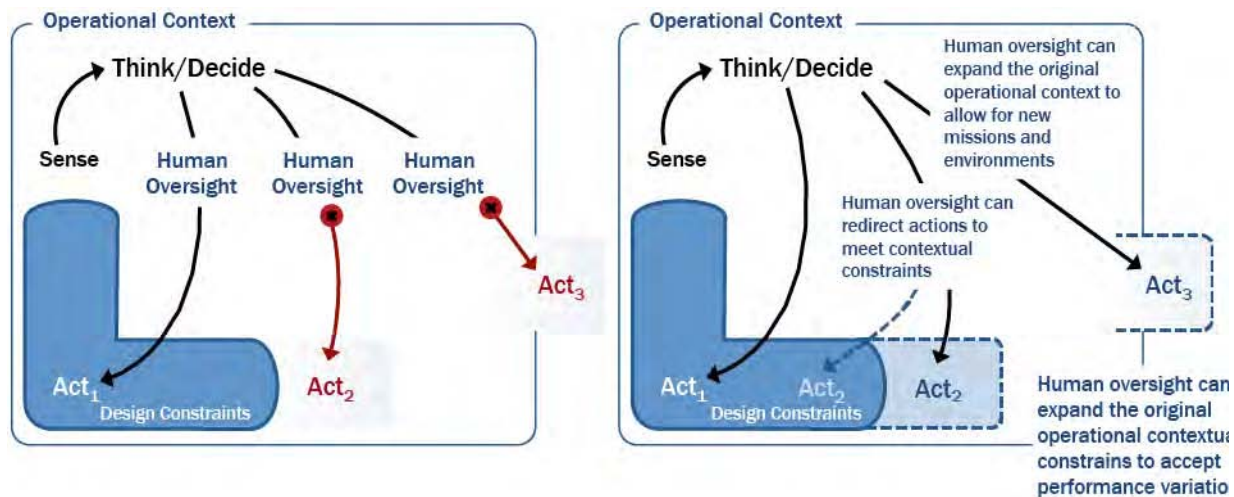 Operational Context
Think/Decide
Sense
Human
Oversight
Human
Oversight
Human
Oversight
Act3
Act1
Act2
Design Constraints
Operational Context
Think/Decide
Sense
Human oversight can
expand the original
operational context to
allow for new
missions and
environments
Human oversight can
redirect actions to
meet contextual
constraints
Act3
Act1
Act2
Act2
Design Constraints
Human oversight can
expand the original
operational contextua
constrains to accept
performance variatio